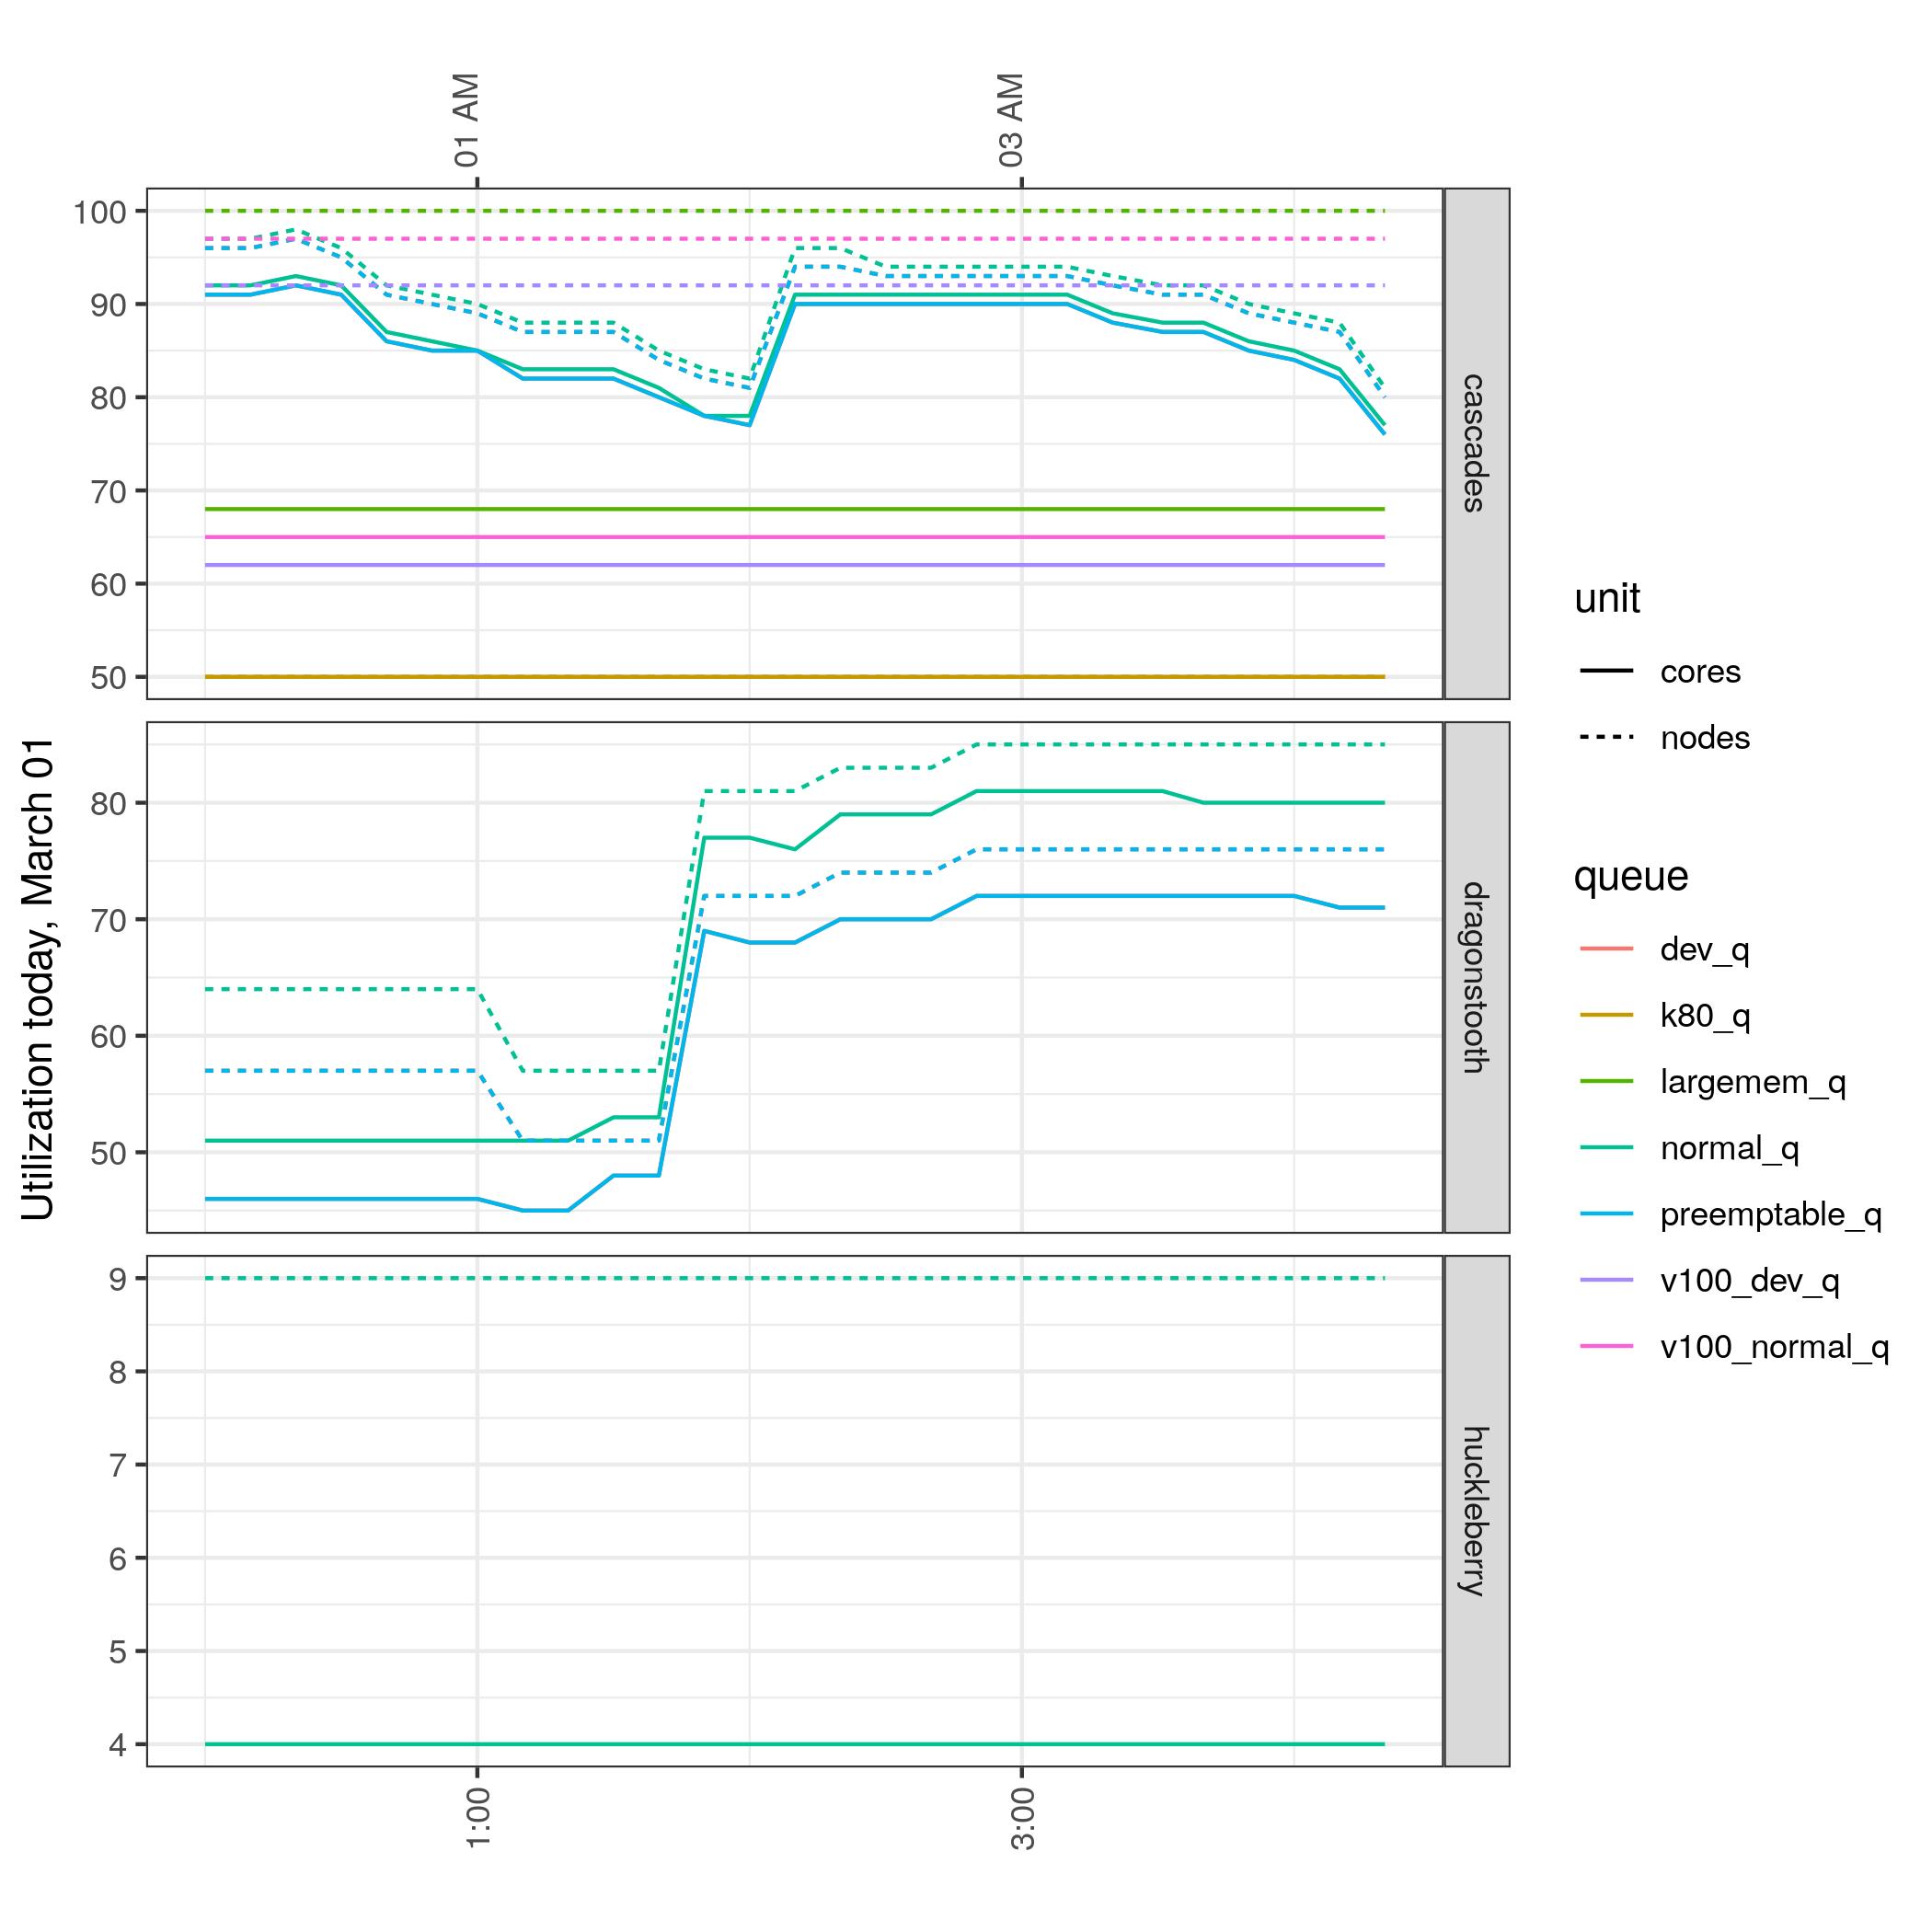 01 AM
03 AM
100
90
80
70
60
50
cascades
80
70
60
50
dragonstooth
9
8
7
6
5
4
huckleberry
1:00
3:00
Utilization today, March 01
unit
cores
nodes
queue
dev_q
k80_q
largemem_q
normal_q
preemptable_q
v100_dev_q
v100_normal_q